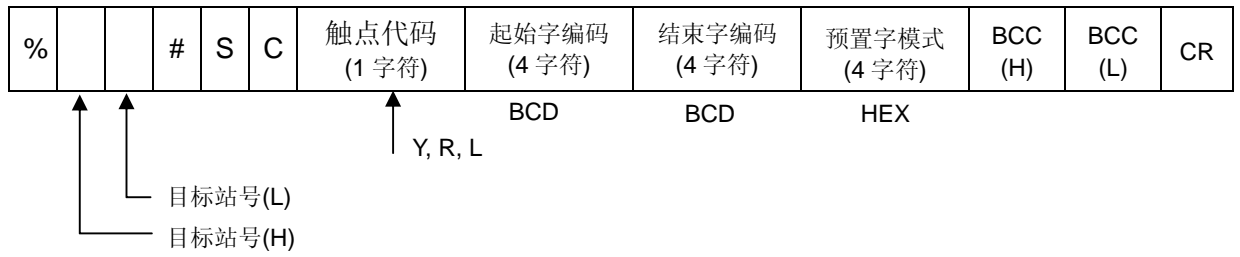 % # S C 触点代码 起始字编码 结束字编码 预置字模式 BCC BCC CR
(1 字符) (4 字符) (4 字符) (4 字符) (H) (L)
BCD BCD HEX
Y, R, L
目标站号(L)
目标站号(H)